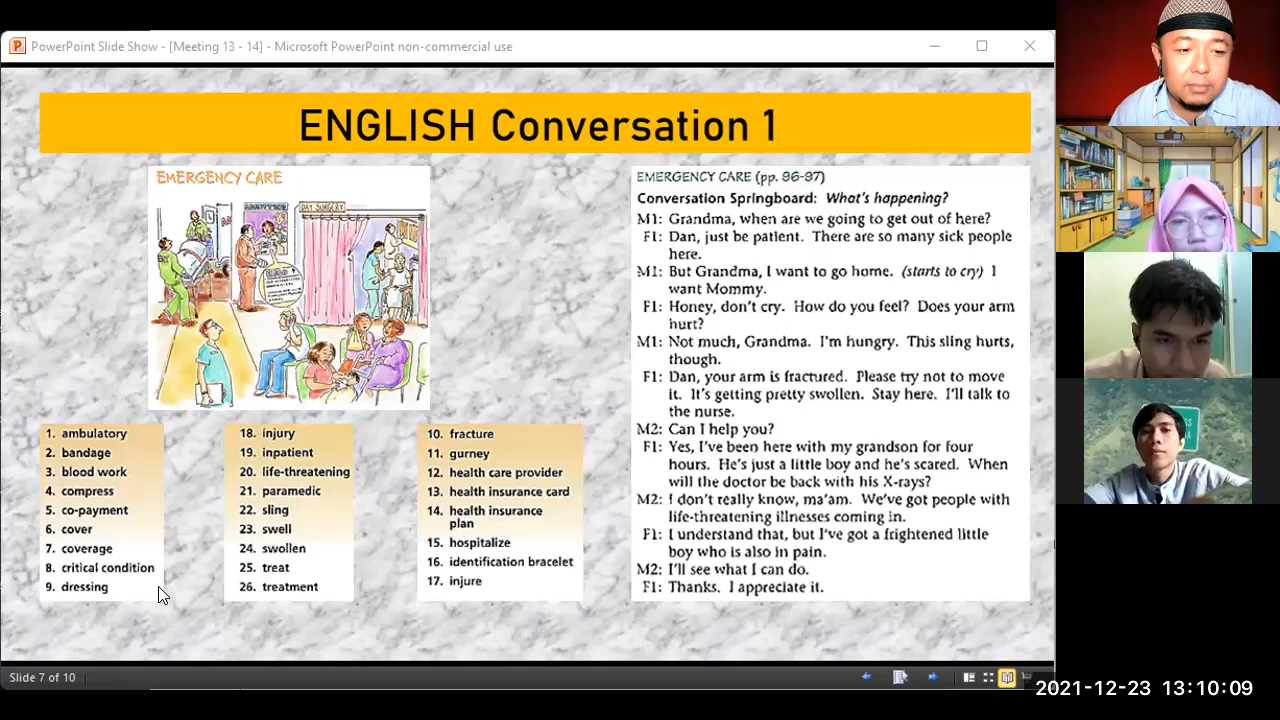 PowerPoint Slide Show - [Meeting 13 - 14] - Microsoft PowerPoint non-commercial use
ENGLISH Conversation 1
EMERGENCY CARE
DAY SURGERY
1. ambulatory
2. bandage
3. blood work
4. compress
5. co-payment
6. cover
7. coverage
8. critical condition
9. dressing
18. injury
19. inpatient
20. life-threatening
21. paramedic
22. sling
23. swell
24. swollen
25. treat
26. treatment
10. fracture
11. gurney
12. health care provider
13. health insurance card
14. health insurance
plan
15. hospitalize
16. identification bracelet
17. injure
EMERGENCY CARE (pp. 96-97)
Conversation Springboard: What's happening?
M1: Grandma, when are we going to get out of here?
F1: Dan, just be patient. There are so many sick people
here.
M1: But Grandma, I want to go home. (starts to cry) I
want Mommy.
F1: Honey, don't cry. How do you feel? Does your arm
hurt?
M1: Not much, Grandma. I'm hungry. This sling hurts,
though.
F1: Dan, your arm is fractured. Please try not to move
it. It's getting pretty swollen. Stay here. I'll talk to
the nurse.
M2: Can I help you?
F1: Yes, I've been here with my grandson for four
hours. He's just a little boy and he's scared. When
will the doctor be back with his X-rays?
M2: I don't really know, ma'am. We've got people with
life-threatening illnesses coming in.
F1: I understand that, but I've got a frightened little
boy who is also in pain.
M2: I'll see what I can do.
F1: Thanks. I appreciate it.
Slide 7 of 10
2021-12-23 13:10:09